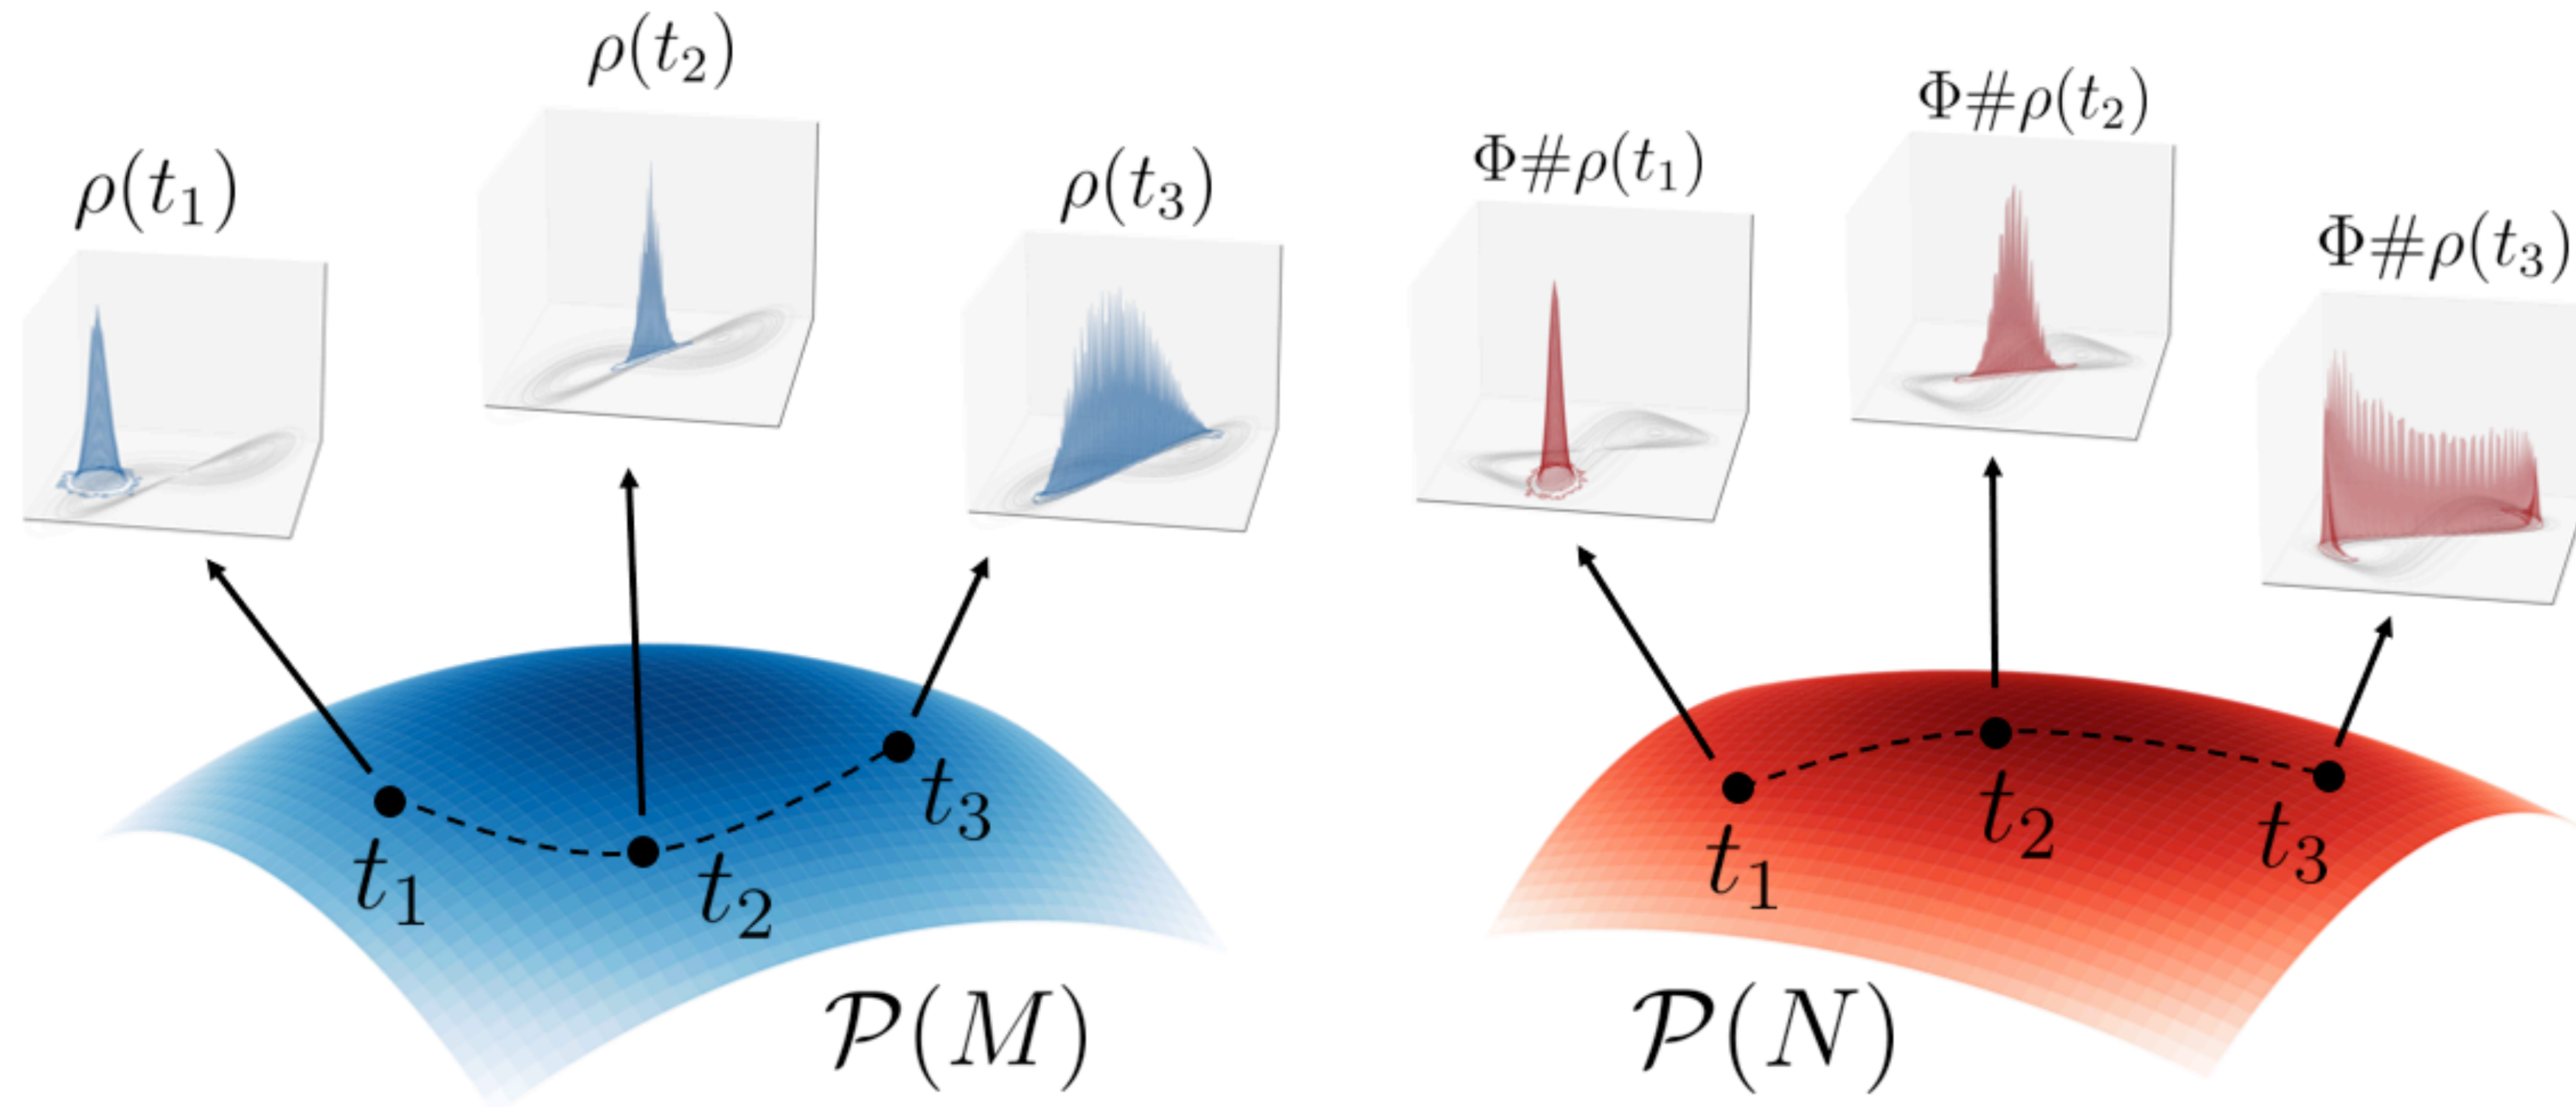 ρ(t₁)
ρ(t₂)
ρ(t₃)
Φ#ρ(t₁)
Φ#ρ(t₂)
Φ#ρ(t₃)
t₁
t₂
t₃
𝒫(M)
t₁
t₂
t₃
𝒫(N)